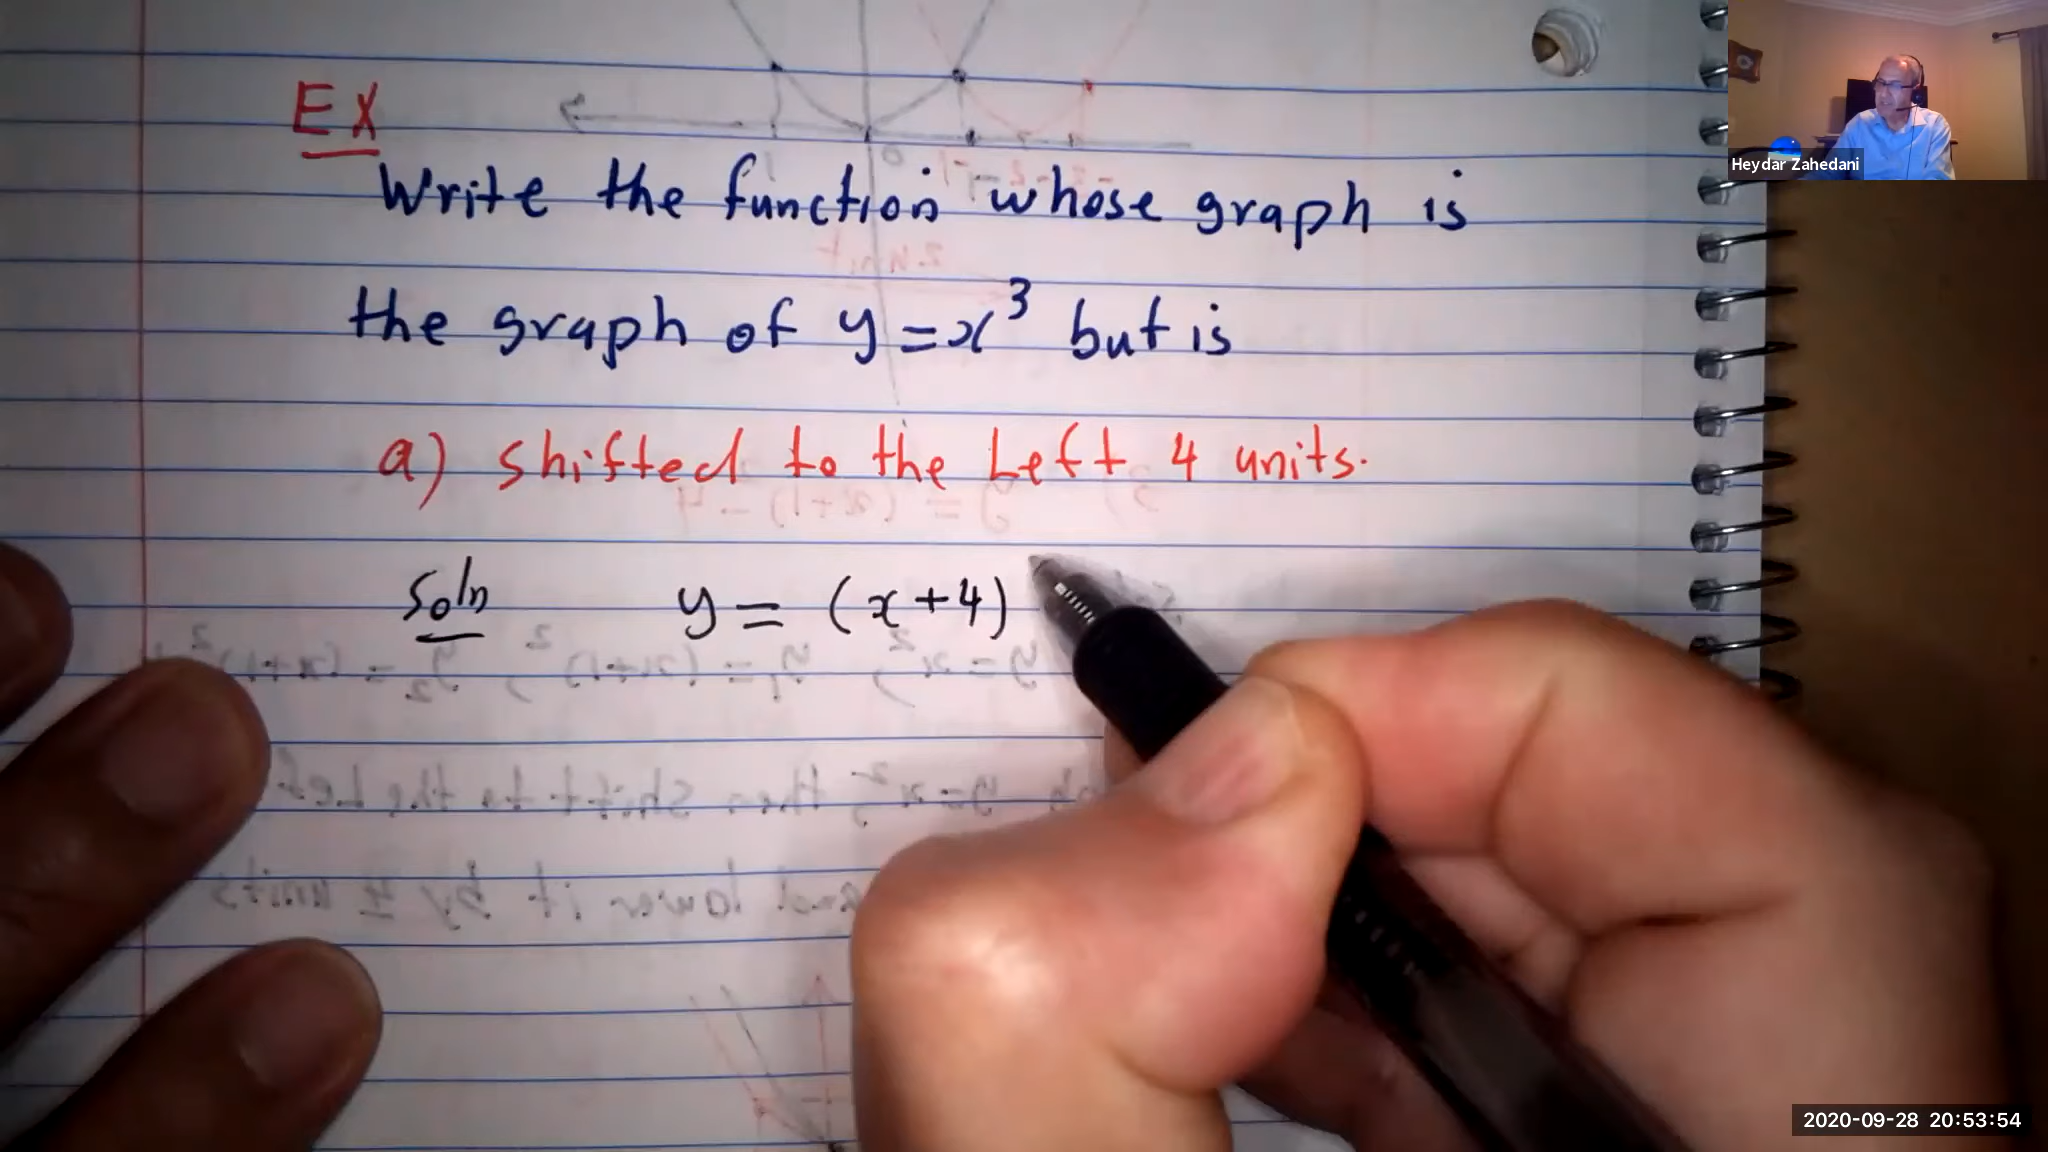 EX
Heydar Zahedani
Write the function whose graph is
the graph of y = x³ but is
a) shifted to the Left 4 units.
Soln y = (x+4)
2020-09-28 20:53:54